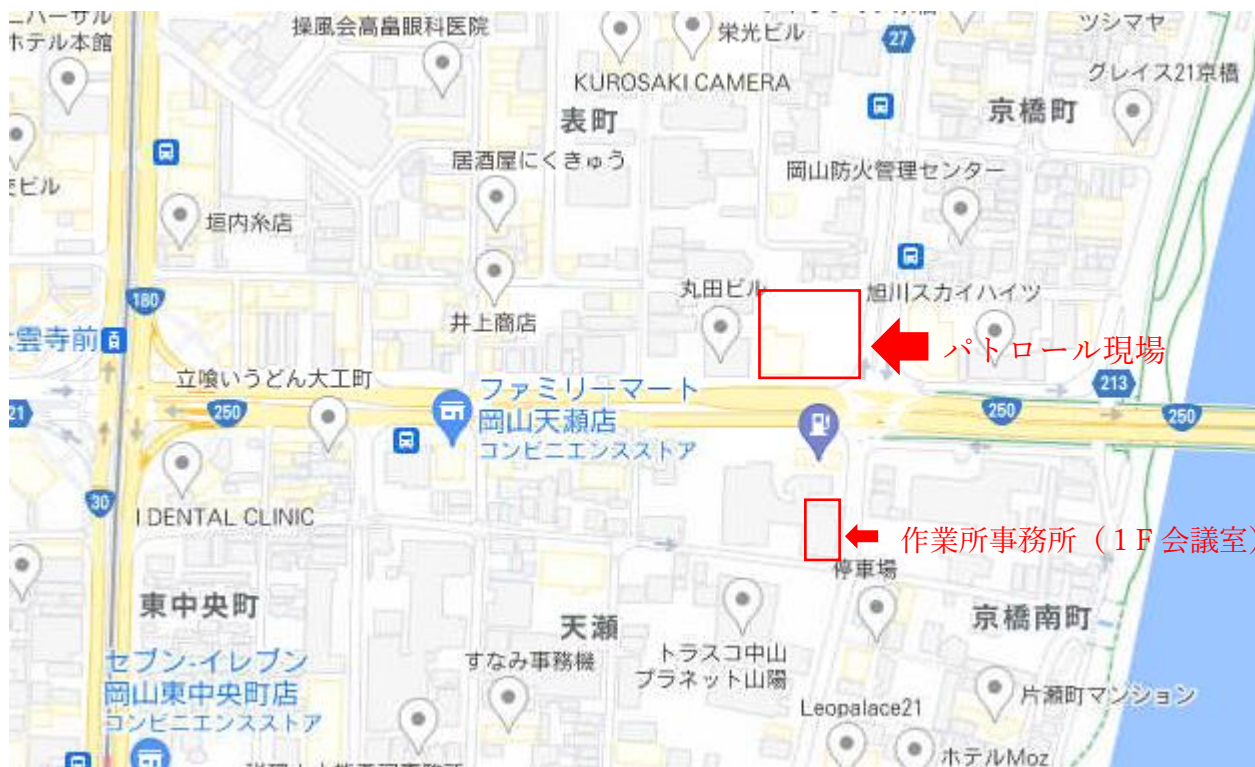 ニバーサル
ホテル本館
操風会高畠眼科医院
栄光ビル
27
ツシマヤ
KUROSAKI CAMERA
グレイス21京橋
表町
京橋町
居酒屋にくきゅう
岡山防火管理センター
ビル
垣内糸店
丸田ビル
旭川スカイハイツ
180
井上商店
雲寺前
パトロール現場
立喰いうどん大工町
ファミリーマート
岡山天瀬店
コンビニエンスストア
213
21
250
250
250
30
I DENTAL CLINIC
作業所事務所(1F会議室)
停車場
東中央町
天瀬
京橋南町
セブン-イレブン
岡山東中央町店
コンビニエンスストア
すなみ事務機
トラスコ中山
プラネット山陽
片瀬町マンション
Leopalace21
ホテルMoz